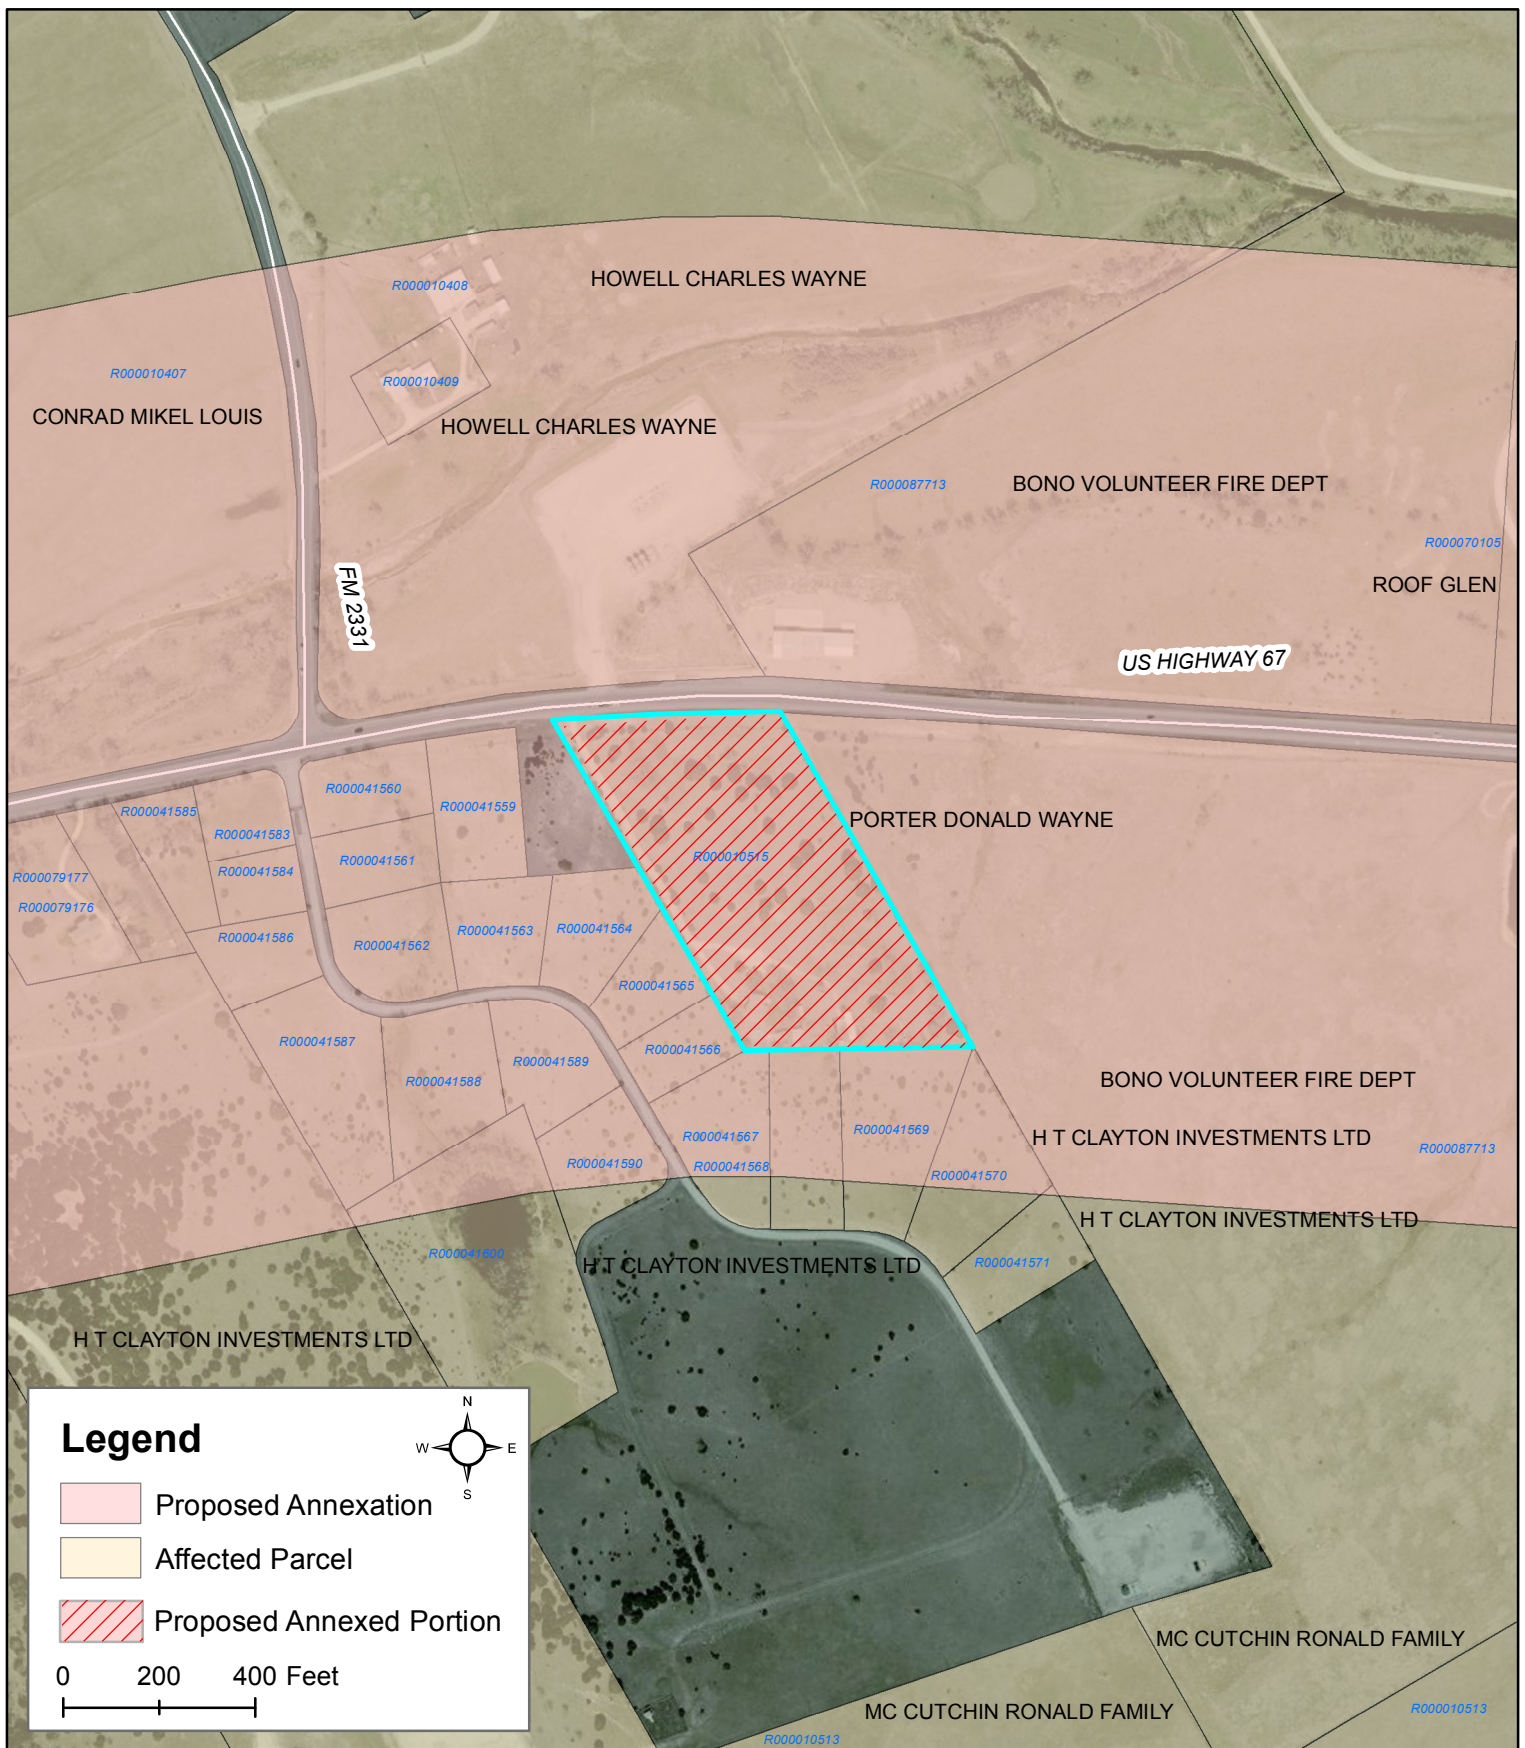 HOWELL CHARLES WAYNE
R000010408
R000010407
R000010409
CONRAD MIKEL LOUIS
HOWELL CHARLES WAYNE
R000087713
BONO VOLUNTEER FIRE DEPT
R000070105
ROOF GLEN
FM 2331
US HIGHWAY 67
R000041560
R000041559
R000041585
R000041583
PORTER DONALD WAYNE
R000041561
R000010515
R000041584
R000079177
R000079176
R000041586
R000041562
R000041563
R000041564
R000041565
R000041587
R000041566
R000041589
R000041588
BONO VOLUNTEER FIRE DEPT
R000041567
R000041569
H T CLAYTON INVESTMENTS LTD
R000087713
R000041590
R000041568
R000041570
H T CLAYTON INVESTMENTS LTD
R000041600
H T CLAYTON INVESTMENTS LTD
R000041571
H T CLAYTON INVESTMENTS LTD
Legend
N
W E
S
Proposed Annexation
Affected Parcel
Proposed Annexed Portion
0 200 400 Feet
MC CUTCHIN RONALD FAMILY
MC CUTCHIN RONALD FAMILY
R000010513
R000010513